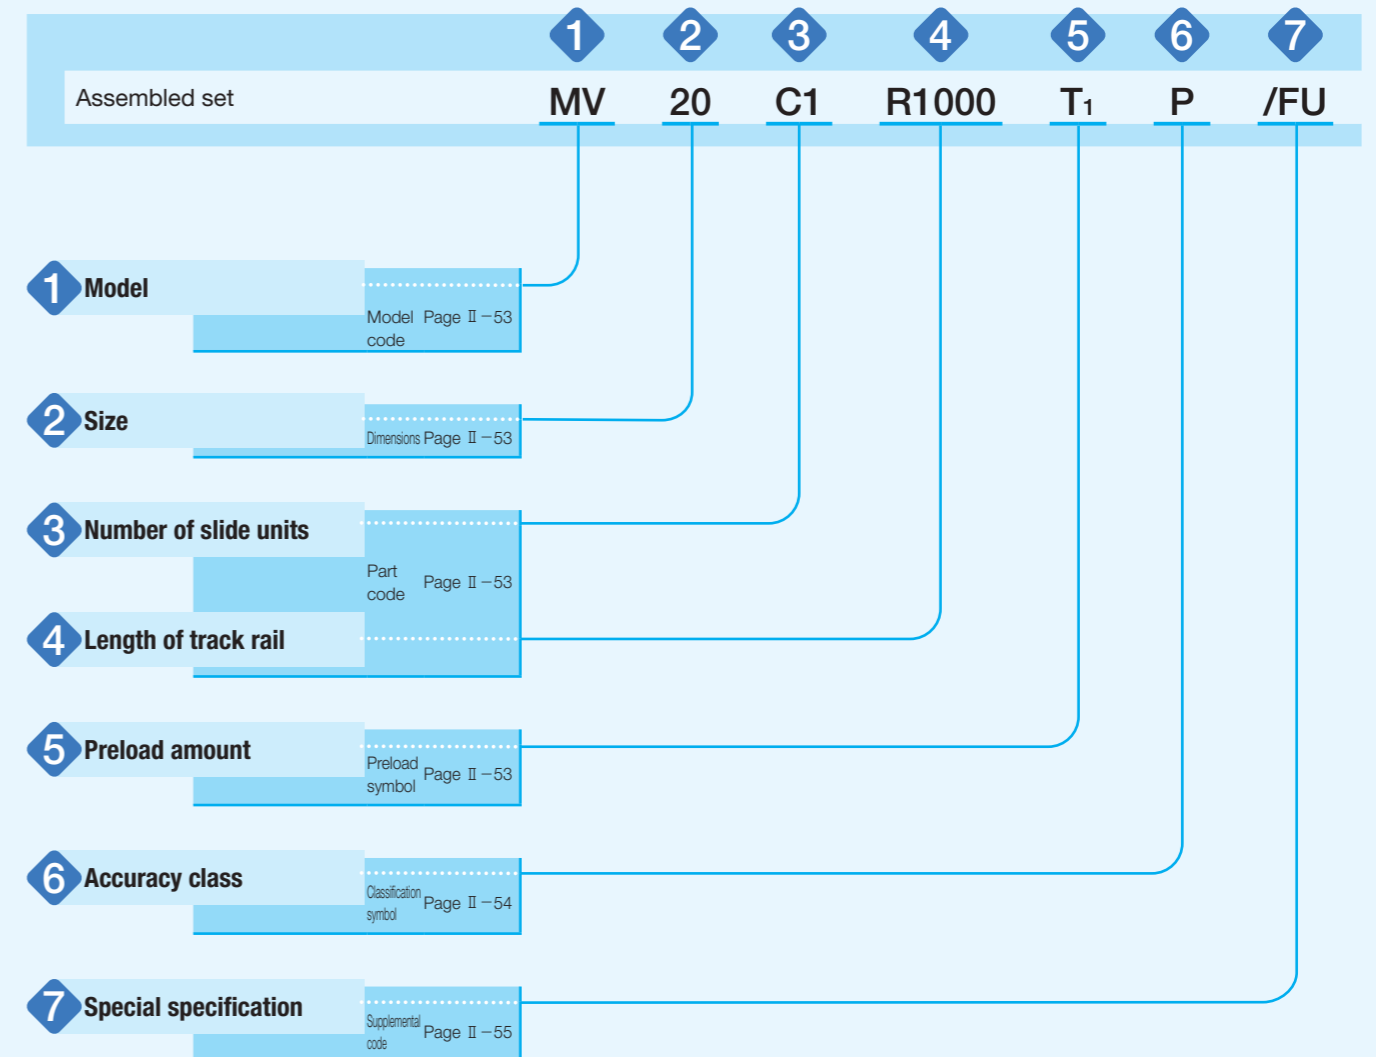 1 2 3 4 5 6 7
Assembled set MV 20 C1 R1000 T1 P /FU
1 Model
Model code Page Ⅱ−53
2 Size
Dimensions Page Ⅱ−53
3 Number of slide units
Part code Page Ⅱ−53
4 Length of track rail
5 Preload amount
Preload symbol Page Ⅱ−53
6 Accuracy class
Classification symbol Page Ⅱ−54
7 Special specification
Supplemental code Page Ⅱ−55